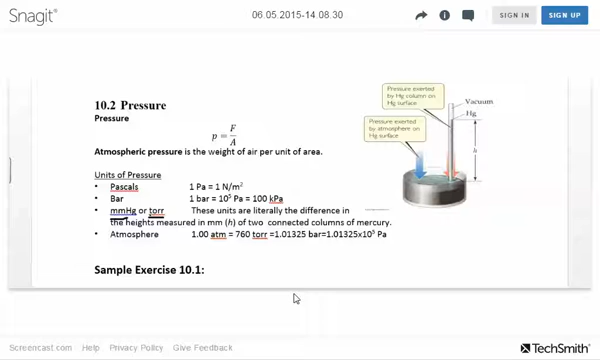 Snagit®
06.05.2015-14.08.30
SIGN IN
SIGN UP
10.2 Pressure
Pressure
p = F/A
Atmospheric pressure is the weight of air per unit of area.
Units of Pressure
• Pascals 1 Pa = 1 N/m²
• Bar 1 bar = 10⁵ Pa = 100 kPa
• mmHg or torr These units are literally the difference in
the heights measured in mm (h) of two connected columns of mercury.
• Atmosphere 1.00 atm = 760 torr =1.01325 bar=1.01325x10⁵ Pa
Sample Exercise 10.1:
Pressure exerted
by Hg column on
Hg surface
Vacuum
Hg
Pressure exerted
by atmosphere on
Hg surface
h
Screencast.com Help Privacy Policy Give Feedback
TechSmith®